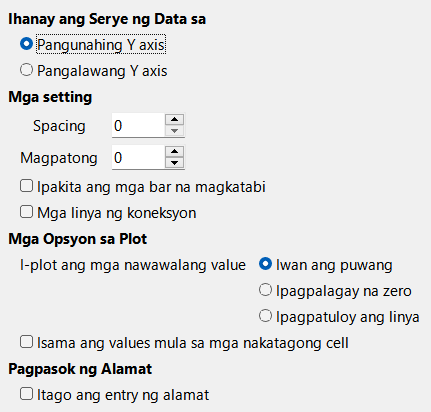 Ihanay ang Serye ng Data sa
Pangunahing Y axis
Pangalawang Y axis
Mga setting
Spacing 0
Magpatong 0
Ipakita ang mga bar na magkatabi
Mga linya ng koneksyon
Mga Opsyon sa Plot
I-plot ang mga nawawalang value Iwan ang puwang
Ipagpalagay na zero
Ipagpatuloy ang linya
Isama ang values mula sa mga nakatagong cell
Pagpasok ng Alamat
Itago ang entry ng alamat